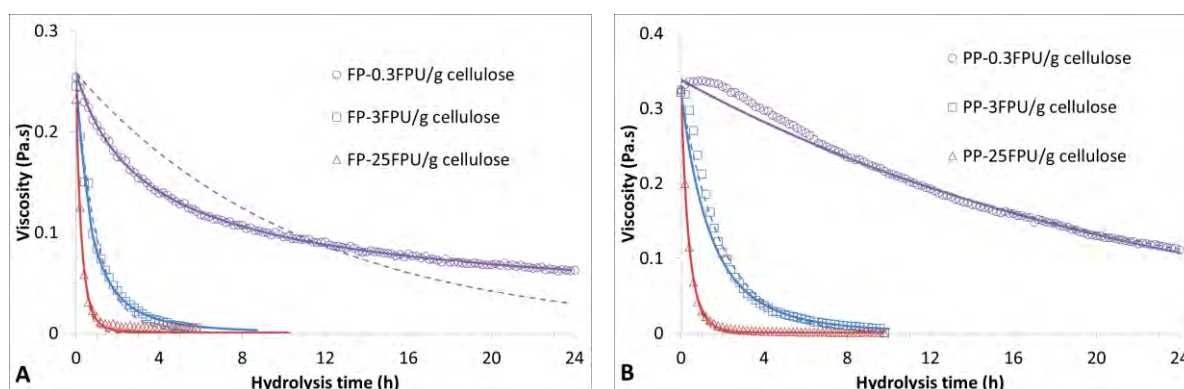 0.3
0.2
0.1
0
Viscosity (Pa.s)
FP-0.3FPU/g cellulose
FP-3FPU/g cellulose
FP-25FPU/g cellulose
0 4 8 12 16 20 24
A
Hydrolysis time (h)
0.4
0.3
0.2
0.1
0
Viscosity (Pa.s)
PP-0.3FPU/g cellulose
PP-3FPU/g cellulose
PP-25FPU/g cellulose
0 4 8 12 16 20 24
B
Hydrolysis time (h)